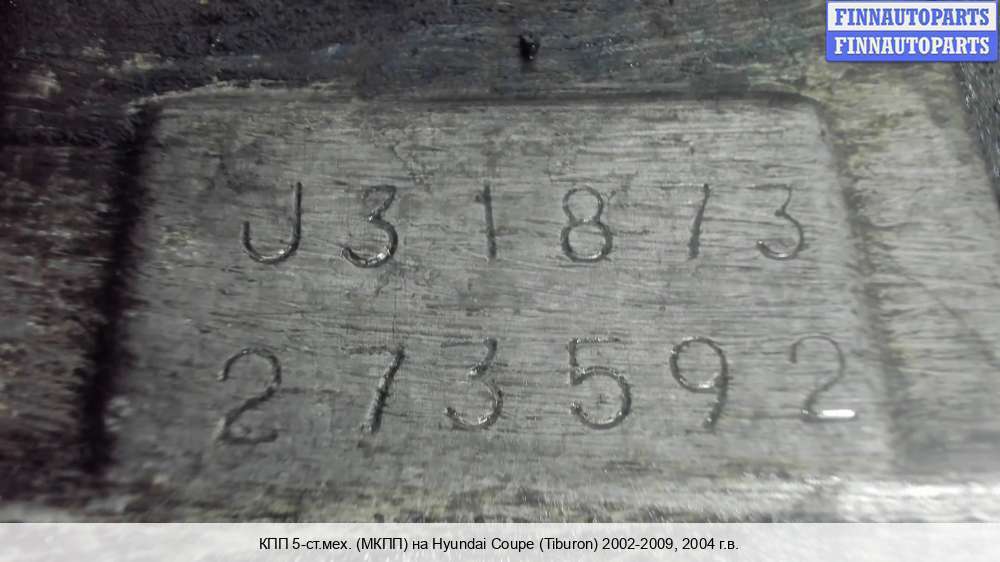 FINNAUTOPARTS
FINNAUTOPARTS
J31873
273592
КПП 5-ст.мех. (МКПП) на Hyundai Coupe (Tiburon) 2002-2009, 2004 г.в.